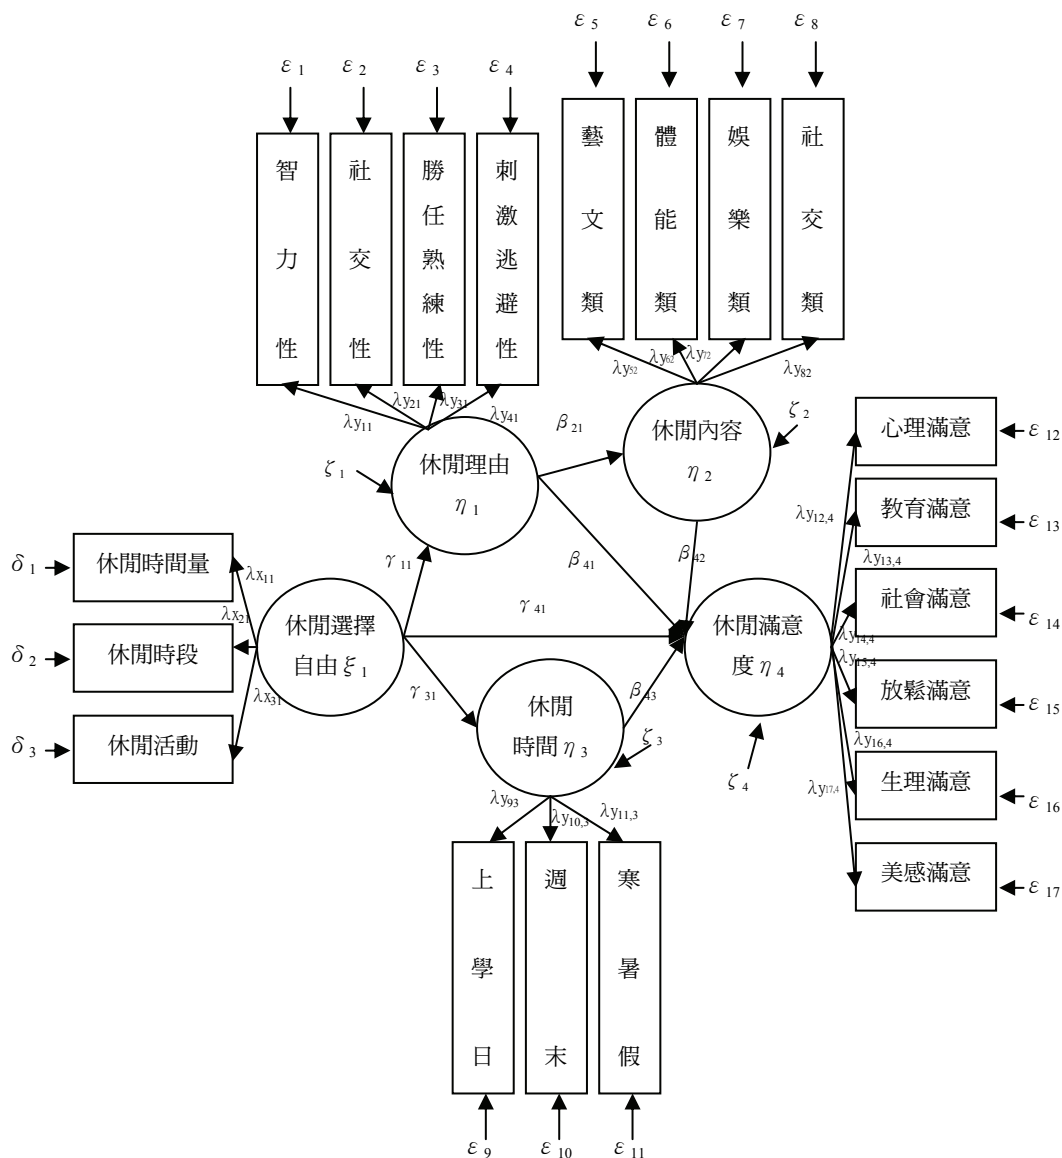 ε5 ε6 ε7 ε8
ε1 ε2 ε3 ε4
藝文類
體能類
娛樂類
社交類
智力性
社交性
勝任熟練性
刺激逃避性
λy52
λy62
λy72
λy82
λy11
λy21
λy31
λy41
β21
ζ2
ζ1
休閒理由
η1
休閒內容
η2
心理滿意
ε12
教育滿意
ε13
社會滿意
ε14
放鬆滿意
ε15
生理滿意
ε16
美感滿意
ε17
λy12,4
λy13,4
λy14,4
λy15,4
λy16,4
λy17,4
γ11
β41
β42
γ41
δ1
休閒時間量
δ2
休閒時段
δ3
休閒活動
λx11
λx21
λx31
休閒選擇
自由ξ1
休閒滿意
度η4
γ31
β43
休閒
時間η3
ζ3
ζ4
λy93
λy10,3
λy11,3
上學日
週末
寒暑假
ε9 ε10 ε11